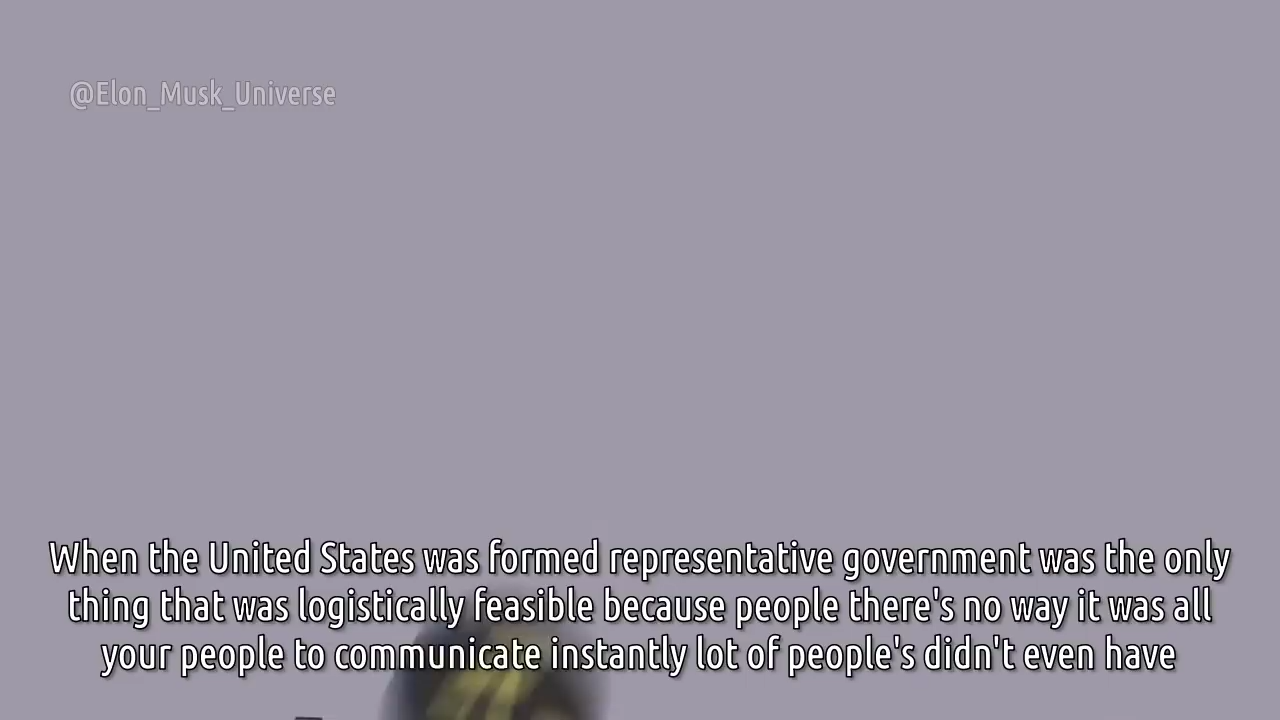 @Elon_Musk_Universe
When the United States was formed representative government was the only
thing that was logistically feasible because people there's no way it was all
your people to communicate instantly lot of people's didn't even have